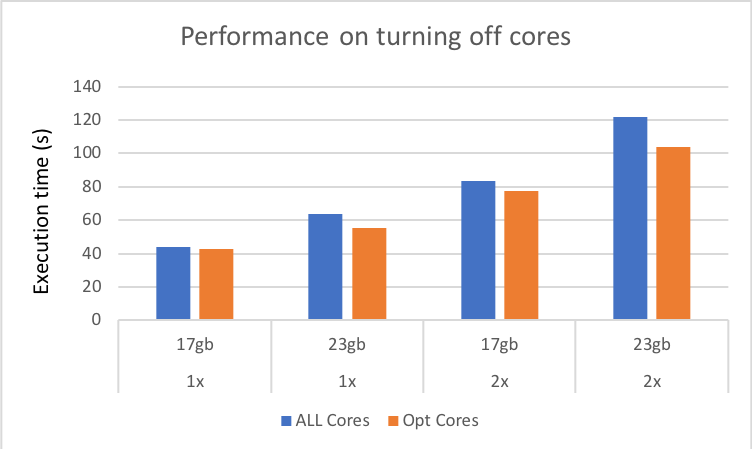 Performance on turning off cores
Execution time (s)
140
120
100
80
60
40
20
0
17gb 23gb 17gb 23gb
1x 1x 2x 2x
ALL Cores Opt Cores